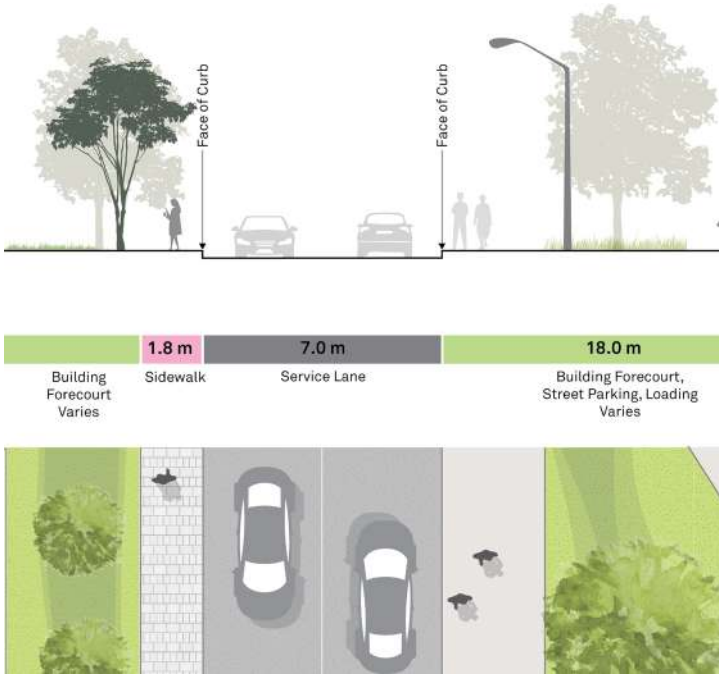 Face of Curb
Face of Curb
1.8 m
7.0 m
18.0 m
Building
Forecourt
Varies
Sidewalk
Service Lane
Building Forecourt,
Street Parking, Loading
Varies